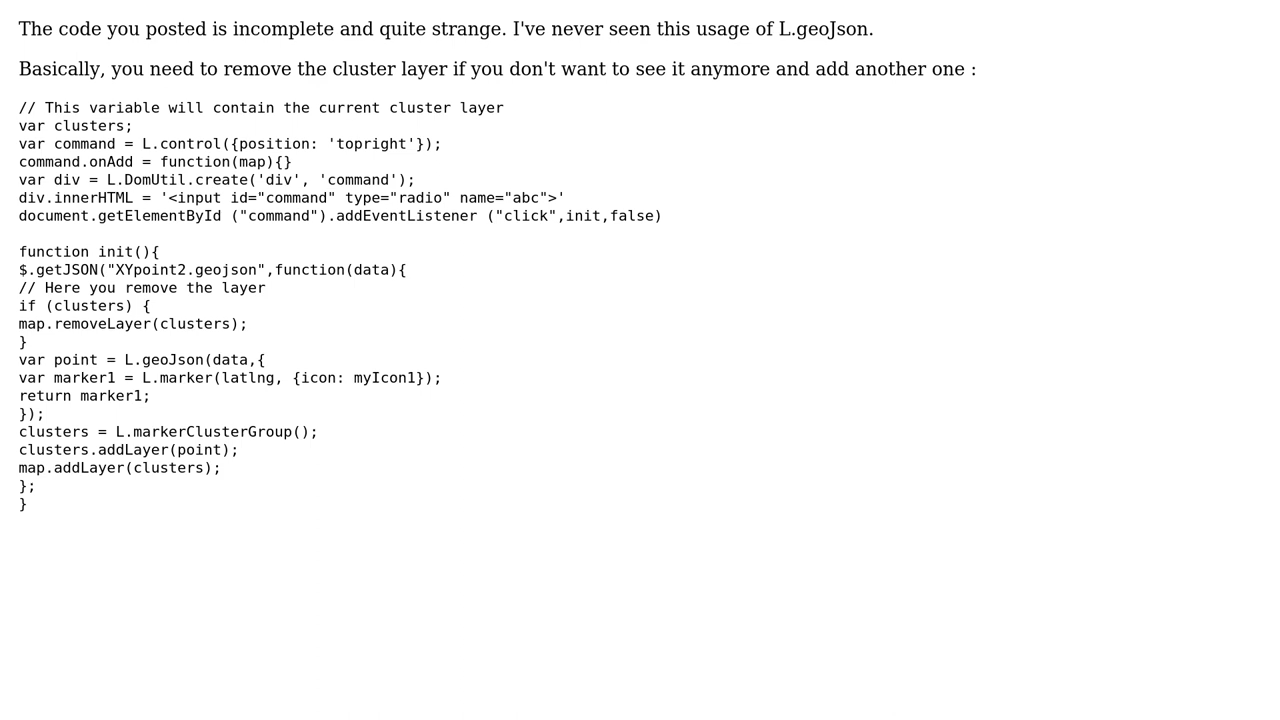 The code you posted is incomplete and quite strange. I've never seen this usage of L.geoJson.
Basically, you need to remove the cluster layer if you don't want to see it anymore and add another one :
// This variable will contain the current cluster layer
var clusters;
var command = L.control({position: 'topright'});
command.onAdd = function(map){}
var div = L.DomUtil.create('div', 'command');
div.innerHTML = '<input id="command" type="radio" name="abc">'
document.getElementById ("command").addEventListener ("click",init,false)
function init(){
$.getJSON("XYpoint2.geojson",function(data){
// Here you remove the layer
if (clusters) {
map.removeLayer(clusters);
}
var point = L.geoJson(data,{
var marker1 = L.marker(latlng, {icon: myIcon1});
return marker1;
});
clusters = L.markerClusterGroup();
clusters.addLayer(point);
map.addLayer(clusters);
};
}